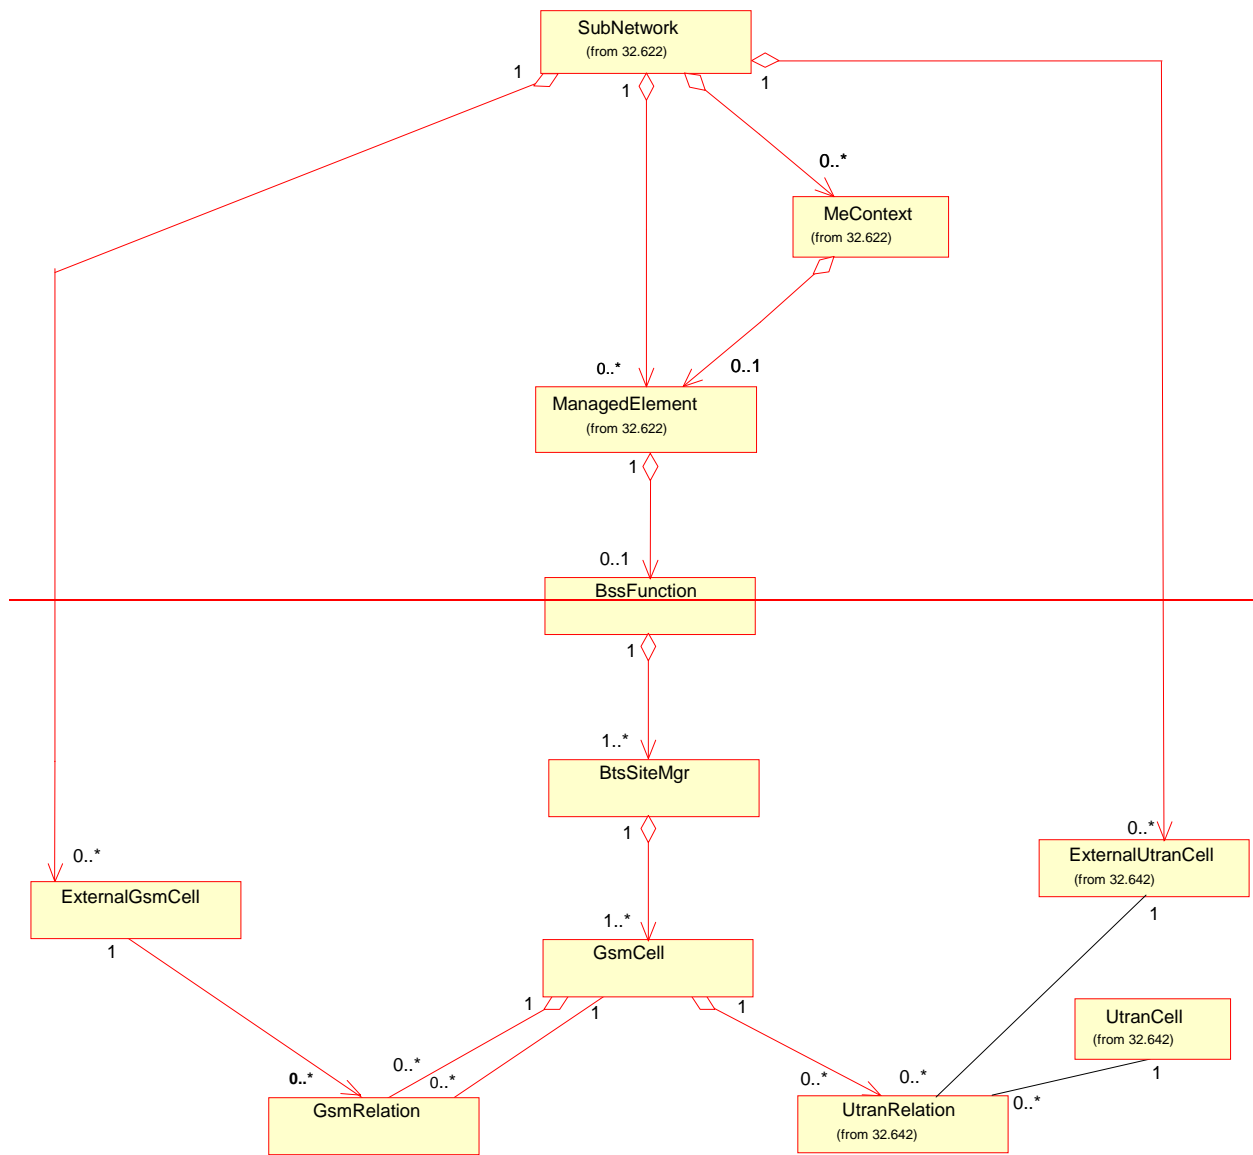 SubNetwork
(from 32.622)
1
1
1
0..*
MeContext
(from 32.622)
0..*
0..1
ManagedElement
(from 32.622)
1
0..1
BssFunction
1
1..*
BtsSiteMgr
1
0..*
0..*
ExternalUtranCell
(from 32.642)
1
ExternalGsmCell
1
1..*
GsmCell
1
1
1
UtranCell
(from 32.642)
1
0..*
0..*
0..*
0..*
0..*
0..*
GsmRelation
UtranRelation
(from 32.642)